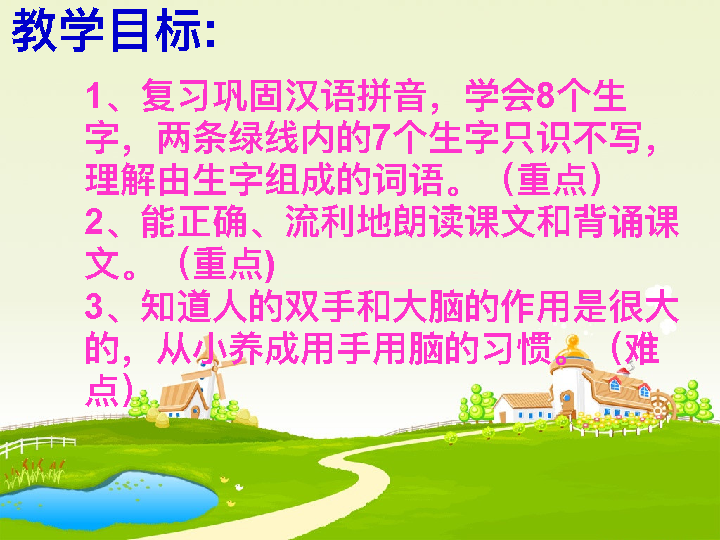 教学目标:
1、复习巩固汉语拼音，学会8个生
字，两条绿线内的7个生字只识不写，
理解由生字组成的词语。（重点）
2、能正确、流利地朗读课文和背诵课
文。（重点)
3、知道人的双手和大脑的作用是很大
的，从小养成用手用脑的习惯。（难
点）